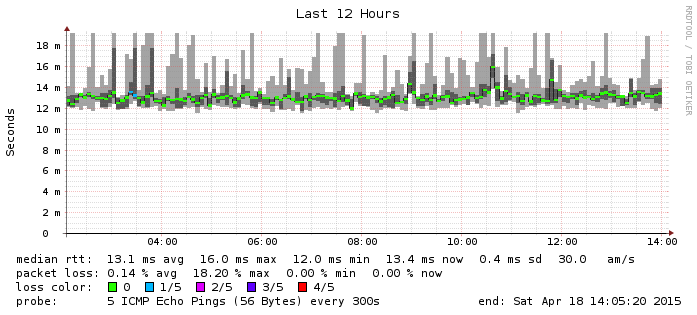 Last 12 Hours
RRDTOOL / TOBI OETIKER
Seconds
18 m
16 m
14 m
12 m
10 m
8 m
6 m
4 m
2 m
0
04:00 06:00 08:00 10:00 12:00 14:00
median rtt: 13.1 ms avg 16.0 ms max 12.0 ms min 13.4 ms now 0.4 ms sd 30.0 am/s
packet loss: 0.14 % avg 18.20 % max 0.00 % min 0.00 % now
loss color: 0 1/5 2/5 3/5 4/5
probe: 5 ICMP Echo Pings (56 Bytes) every 300s end: Sat Apr 18 14:05:20 2015